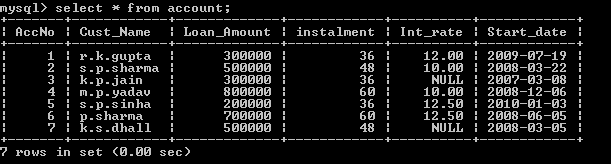 mysql> select * from account;
+-------+-----------+-------------+-----------+----------+------------+
| AccNo | Cust_Name | Loan_Amount | instalment | Int_rate | Start_date |
+-------+-----------+-------------+-----------+----------+------------+
| 1 | r.k.gupta | 300000 | 36 | 12.00 | 2009-07-19 |
| 2 | s.p.sharma | 500000 | 48 | 10.00 | 2008-03-22 |
| 3 | k.p.jain | 300000 | 36 | NULL | 2007-03-08 |
| 4 | m.p.yadav | 800000 | 60 | 10.00 | 2008-12-06 |
| 5 | s.p.sinha | 200000 | 36 | 12.50 | 2010-01-03 |
| 6 | p.sharma | 700000 | 60 | 12.50 | 2008-06-05 |
| 7 | k.s.dhall | 500000 | 48 | NULL | 2008-03-05 |
+-------+-----------+-------------+-----------+----------+------------+
7 rows in set (0.00 sec)